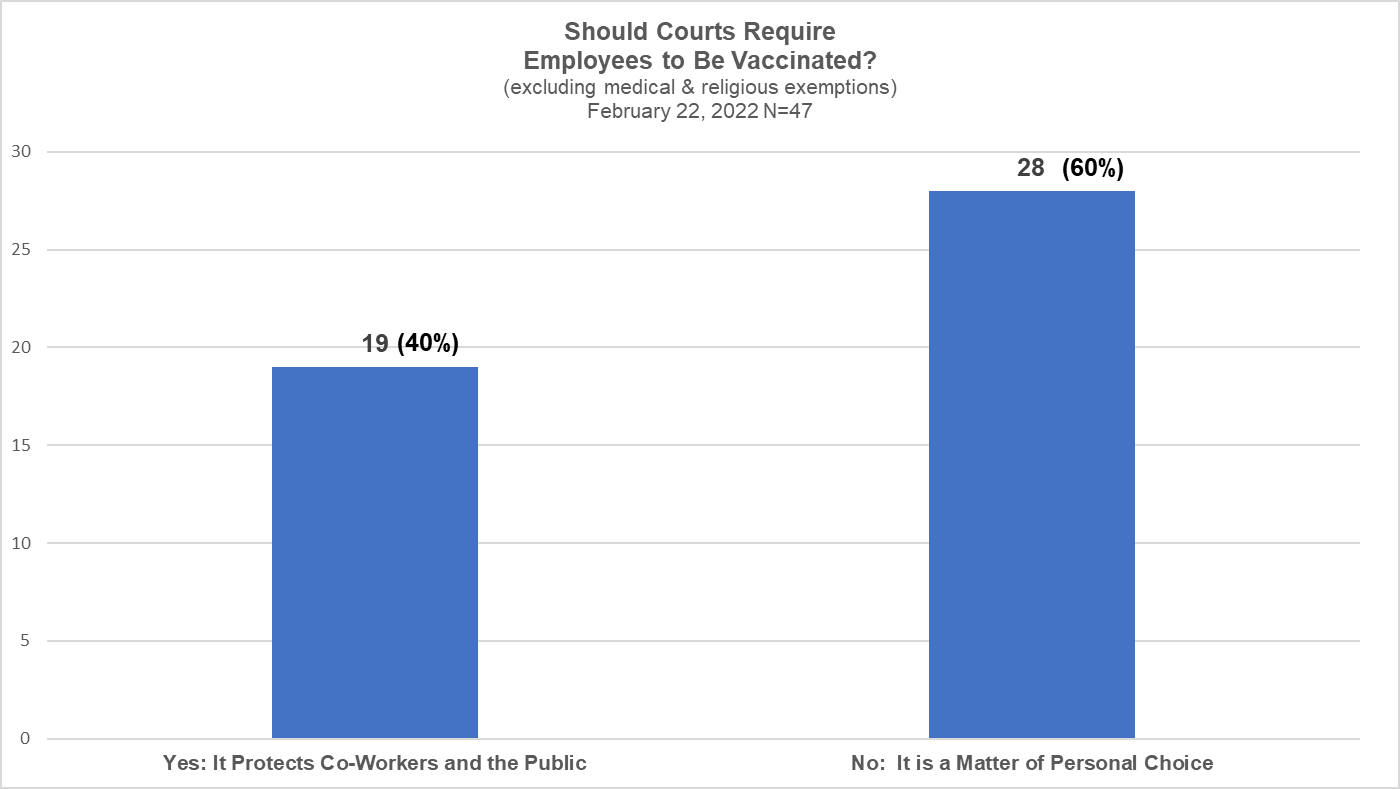 Should Courts Require
Employees to Be Vaccinated?
(excluding medical & religious exemptions)
February 22, 2022 N=47
30
28 (60%)
25
20
19 (40%)
15
10
5
0
Yes: It Protects Co-Workers and the Public
No: It is a Matter of Personal Choice